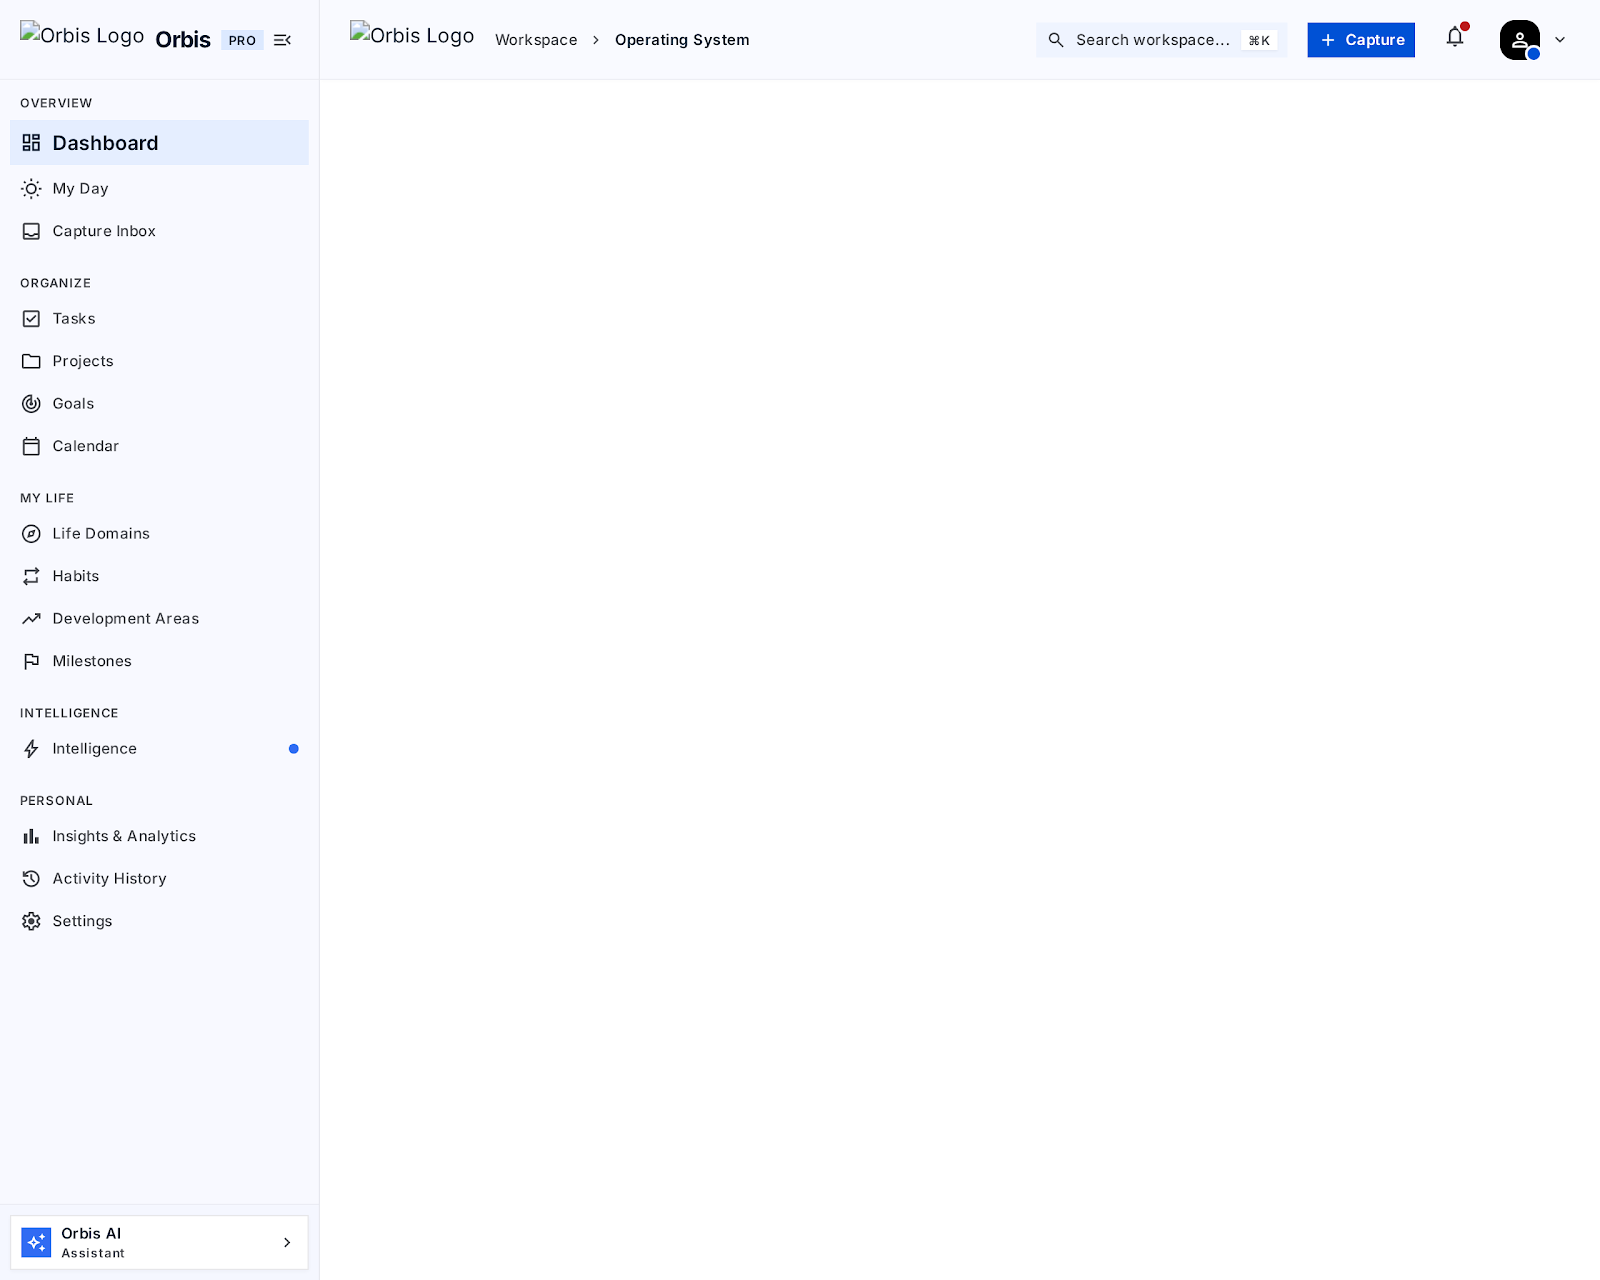 Orbis Logo Orbis PRO
Orbis Logo Workspace Operating System
Search workspace... ⌘K
Capture
OVERVIEW
Dashboard
My Day
Capture Inbox
ORGANIZE
Tasks
Projects
Goals
Calendar
MY LIFE
Life Domains
Habits
Development Areas
Milestones
INTELLIGENCE
Intelligence
PERSONAL
Insights & Analytics
Activity History
Settings
Orbis AI
Assistant